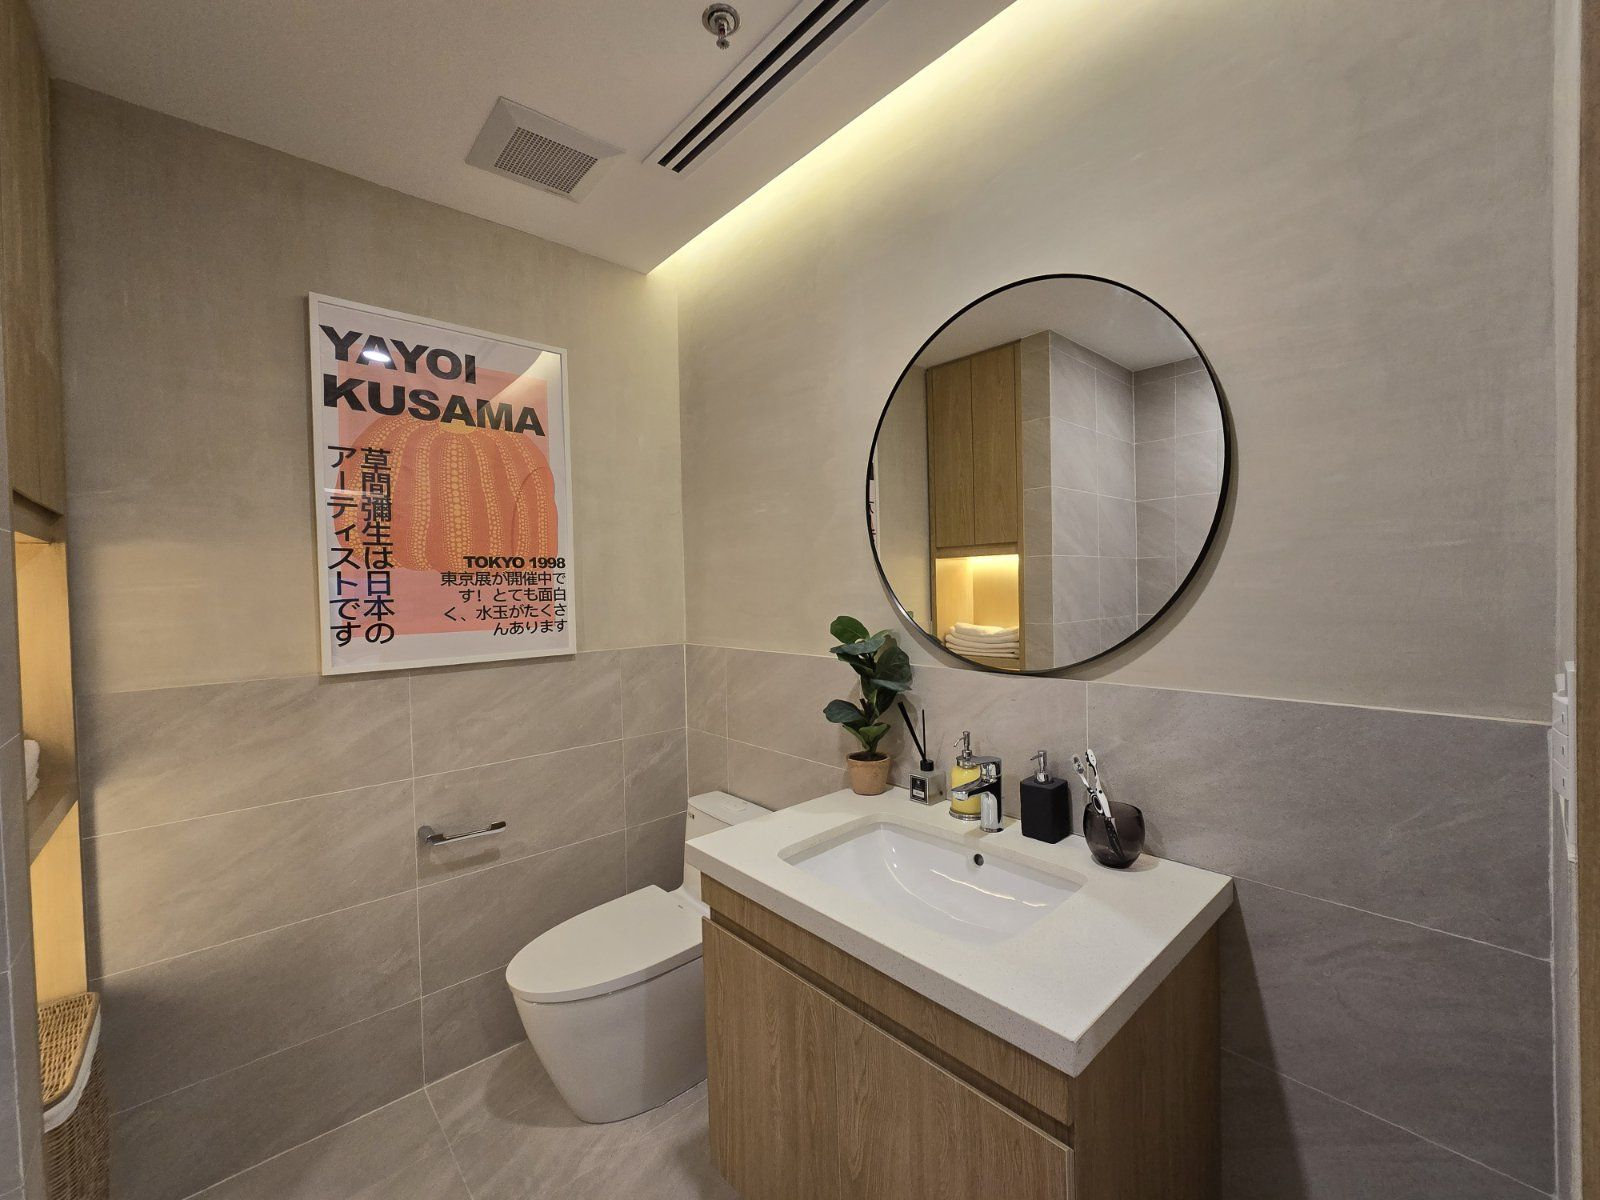 YAYOI
KUSAMA
草間彌生は日本の
アーティストです
TOKYO 1998
東京展が開催中で
す！とても面白
く、水玉がたくさ
んあります